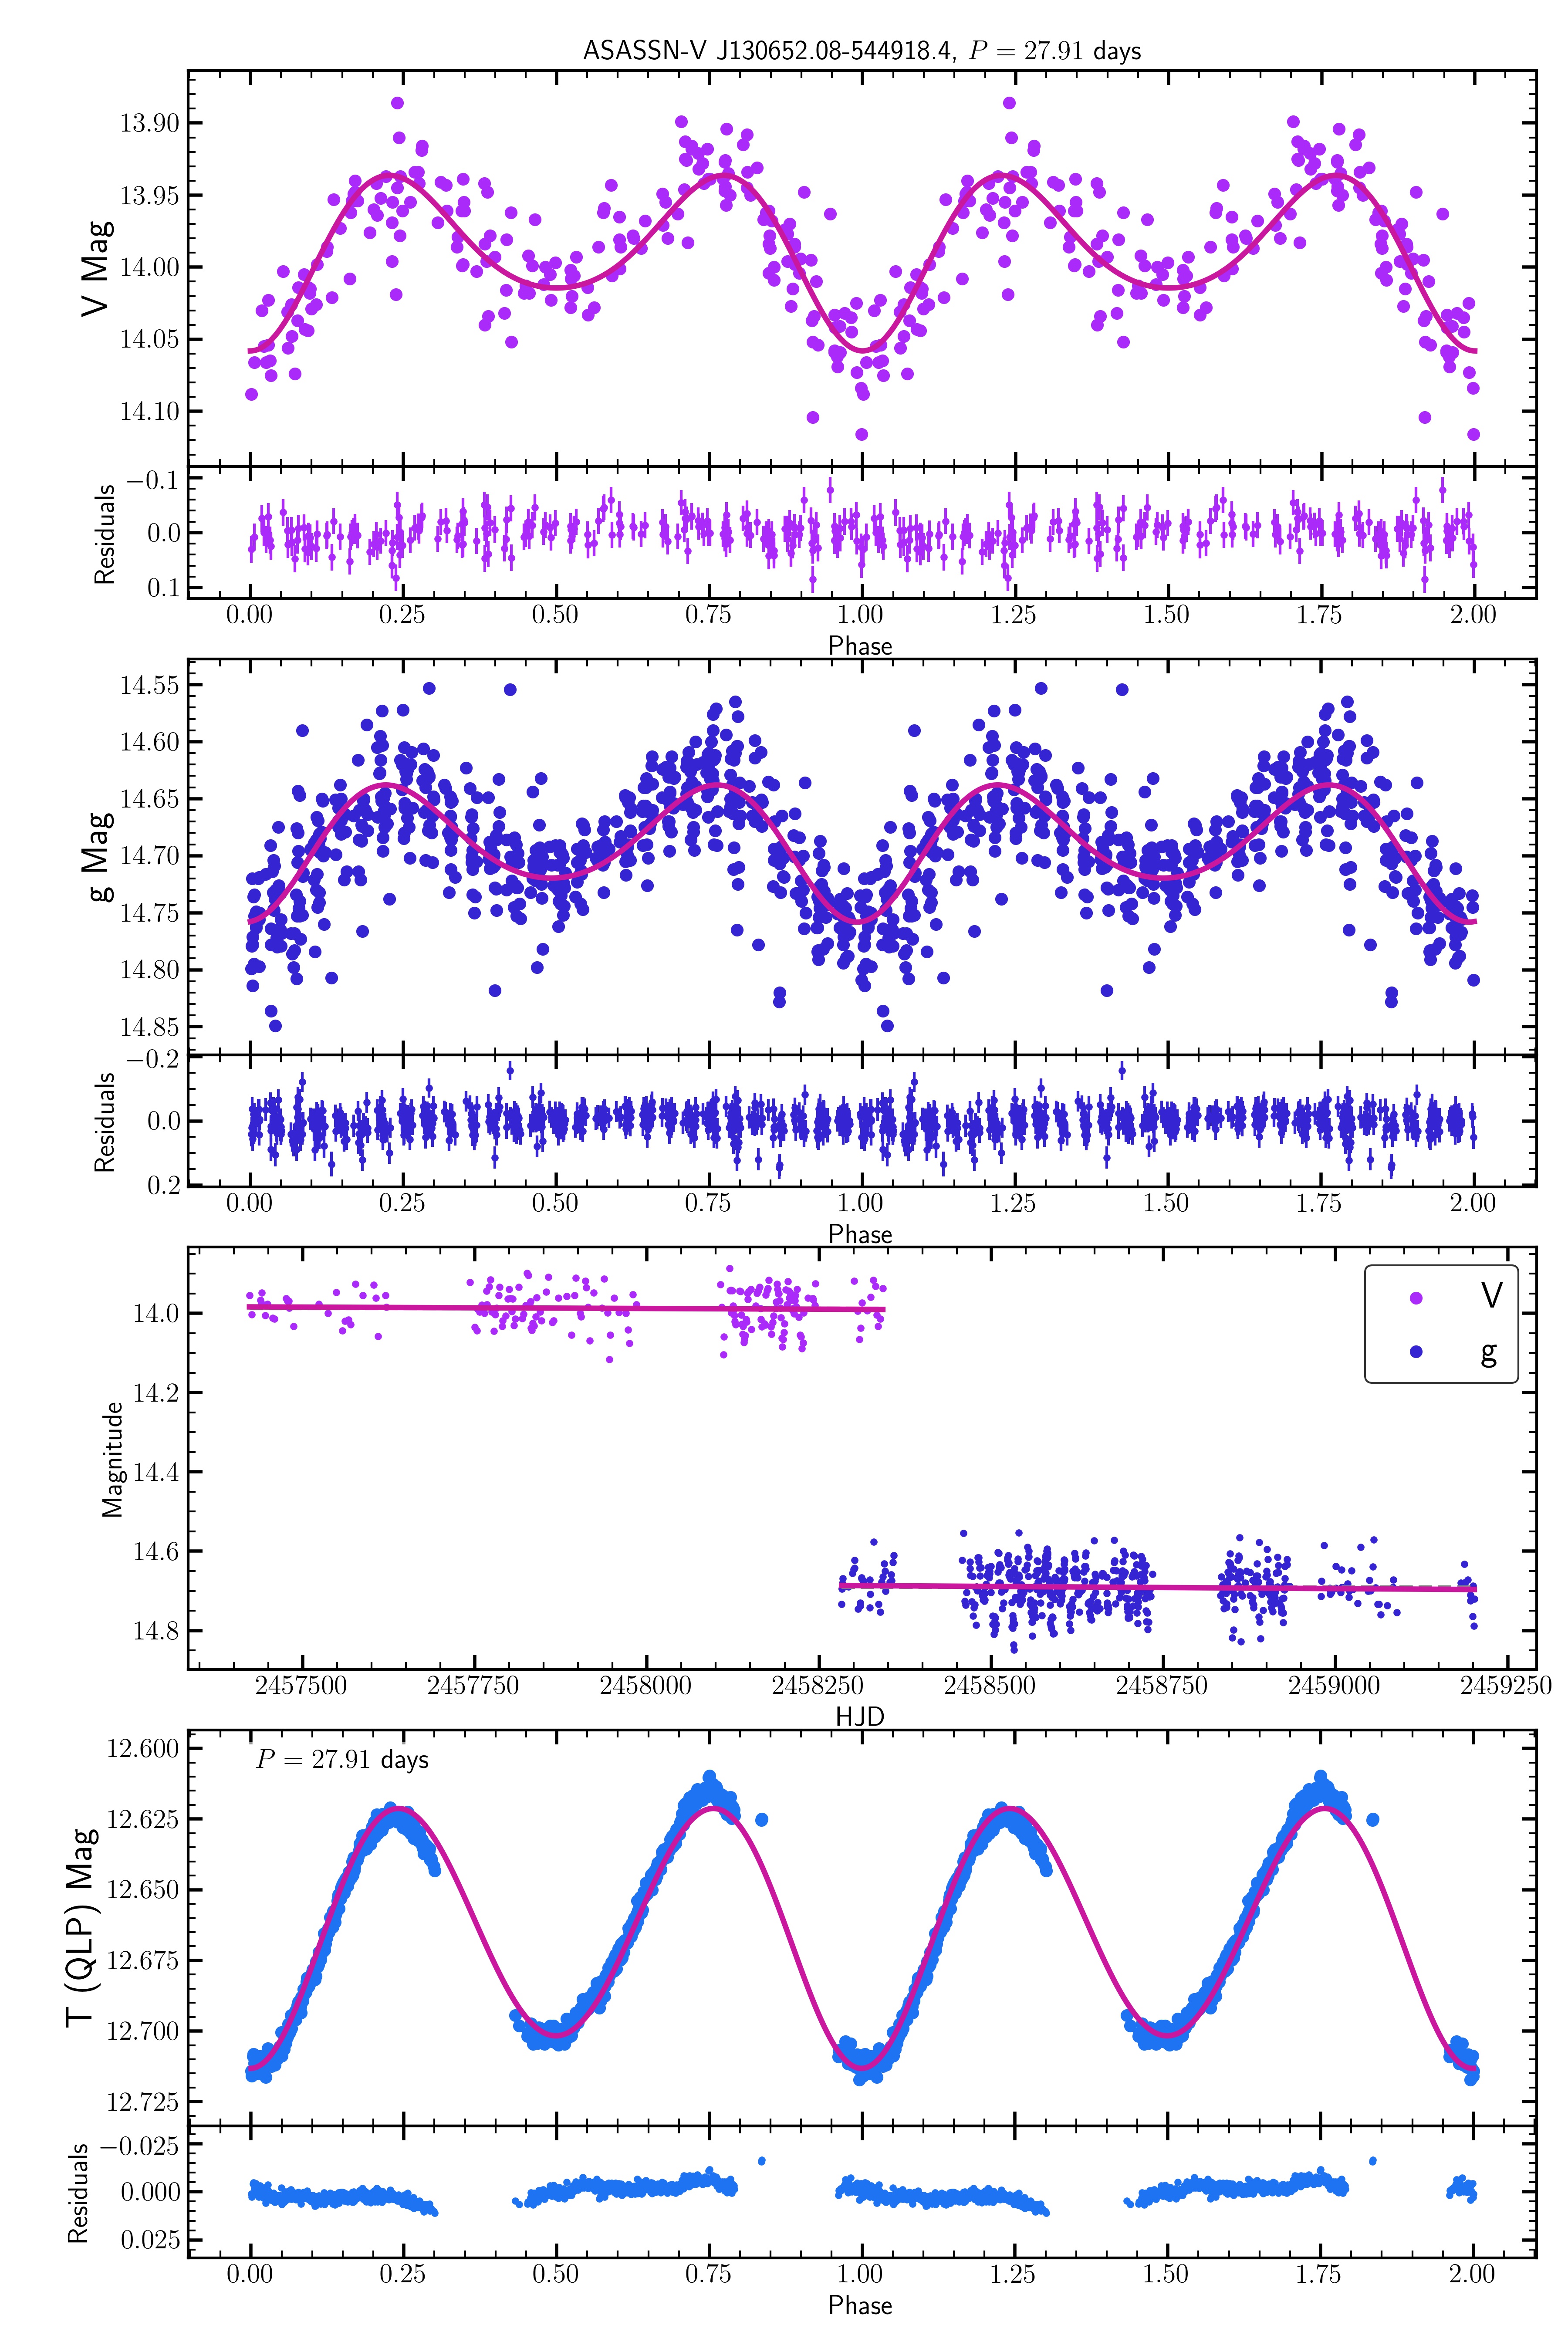 ASASSN-V J130652.08-544918.4, P = 27.91 days
13.90
13.95
14.00
14.05
14.10
V Mag
−0.1
0.0
0.1
Residuals
0.00 0.25 0.50 0.75 1.00 1.25 1.50 1.75 2.00
Phase
14.55
14.60
14.65
14.70
14.75
14.80
14.85
g Mag
−0.2
0.0
0.2
Residuals
0.00 0.25 0.50 0.75 1.00 1.25 1.50 1.75 2.00
Phase
14.0
14.2
14.4
14.6
14.8
Magnitude
V
g
2457500 2457750 2458000 2458250 2458500 2458750 2459000 2459250
HJD
P = 27.91 days
12.600
12.625
12.650
12.675
12.700
12.725
T (QLP) Mag
−0.025
0.000
0.025
Residuals
0.00 0.25 0.50 0.75 1.00 1.25 1.50 1.75 2.00
Phase